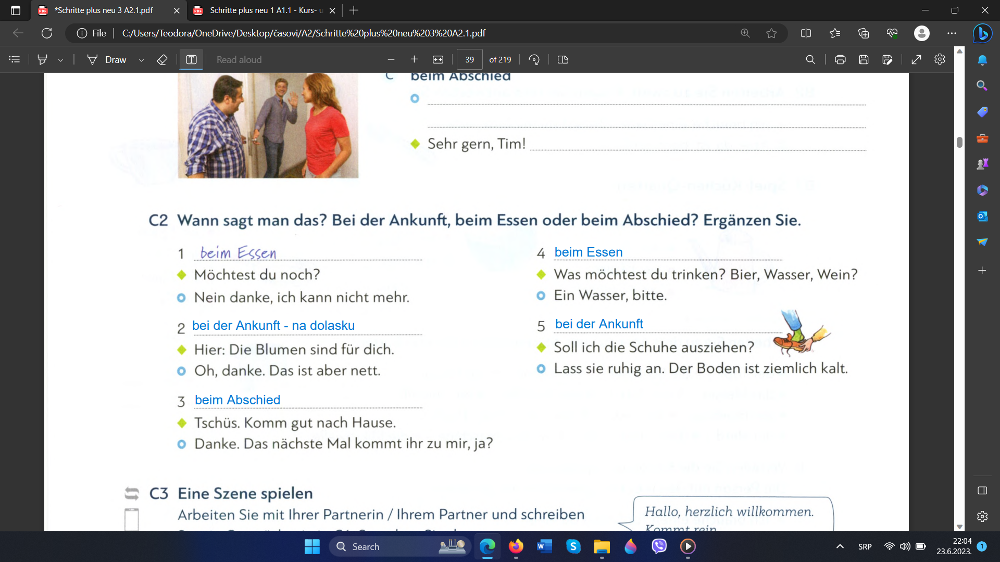 *Schritte plus neu 3 A2.1.pdf
Schritte plus neu 1 A1.1 - Kurs- u
File
C:/Users/Teodora/OneDrive/Desktop/časovi/A2/Schritte%20plus%20neu%203%20A2.1.pdf
Draw
Read aloud
39 of 219
C beim Abschied
Sehr gern, Tim!
C2 Wann sagt man das? Bei der Ankunft, beim Essen oder beim Abschied? Ergänzen Sie.
1 beim Essen
Möchtest du noch?
Nein danke, ich kann nicht mehr.
2 bei der Ankunft - na dolasku
Hier: Die Blumen sind für dich.
Oh, danke. Das ist aber nett.
3 beim Abschied
Tschüs. Komm gut nach Hause.
Danke. Das nächste Mal kommt ihr zu mir, ja?
4 beim Essen
Was möchtest du trinken? Bier, Wasser, Wein?
Ein Wasser, bitte.
5 bei der Ankunft
Soll ich die Schuhe ausziehen?
Lass sie ruhig an. Der Boden ist ziemlich kalt.
C3 Eine Szene spielen
Arbeiten Sie mit Ihrer Partnerin / Ihrem Partner und schreiben
Hallo, herzlich willkommen.
Kommt rein
Search
SRP
22:04
23.6.2023.
1